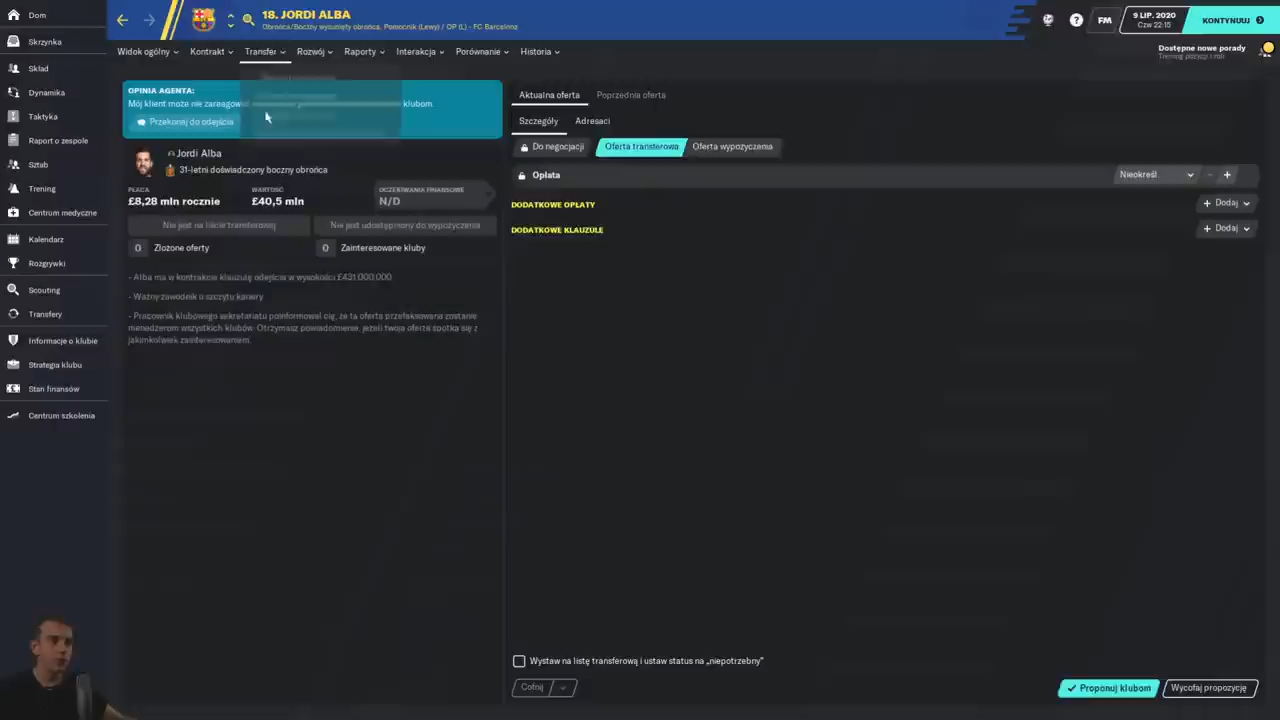 Dom
18. JORDI ALBA
Obrońca/Boczny wysunięty obrońca, Pomocnik (Lewy) / OP (L) - FC Barcelona
FM
9 LIP. 2020
Czw 22:15
KONTYNUUJ
Skrzynka
Skład
Dynamika
Taktyka
Raport o zespole
Sztab
Trening
Centrum medyczne
Kalendarz
Rozgrywki
Scouting
Transfery
Informacje o klubie
Strategia klubu
Stan finansów
Centrum szkolenia
Widok ogólny
Kontrakt
Transfer
Rozwój
Raporty
Interakcja
Porównanie
Historia
Dostępne nowe porady
OPINIA AGENTA:
Mój klient może nie zareagować klubom.
Przekonaj do odejścia
Jordi Alba
31-letni doświadczony boczny obrońca
PŁACA
£8,28 mln rocznie
WARTOŚĆ
£40,5 mln
OCZEKIWANIA FINANSOWE
N/D
Nie jest na liście transferowej
Nie jest udostępniony do wypożyczenia
0 Złożone oferty
0 Zainteresowane kluby
- Alba ma w kontrakcie klauzulę odejścia w wysokości £431 000 000
- Ważny zawodnik u szczytu kariery
- Pracownik klubowego sekretariatu poinformował cię, że ta oferta przefaksowana zostanie
menedżerom wszystkich klubów. Otrzymasz powiadomienie, jeżeli twoja oferta spotka się z
jakimkolwiek zainteresowaniem.
Aktualna oferta
Poprzednia oferta
Szczegóły
Adresaci
Do negocjacji
Oferta transferowa
Oferta wypożyczenia
Opłata
Nieokreśl.
DODATKOWE OPŁATY
Dodaj
DODATKOWE KLAUZULE
Dodaj
Wystaw na listę transferową i ustaw status na „niepotrzebny”
Cofnij
Proponuj klubom
Wycofaj propozycję